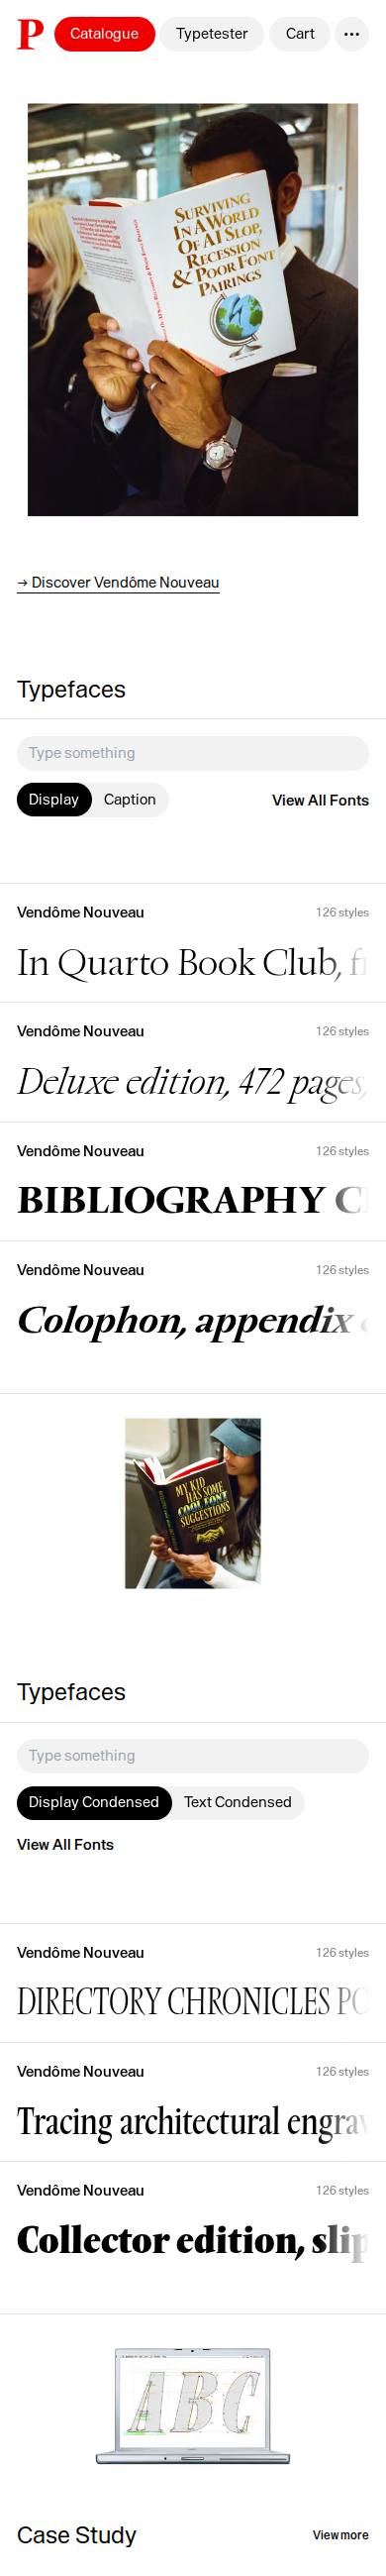 P
Catalogue
Typetester
Cart
SURVIVING
IN A WORLD
OF AI SLOP,
RECESSION
& POOR FONT
PAIRINGS
→ Discover Vendôme Nouveau
Typefaces
Type something
Display
Caption
View All Fonts
Vendôme Nouveau
126 styles
In Quarto Book Club, fr
Vendôme Nouveau
126 styles
Deluxe edition, 472 pages,
Vendôme Nouveau
126 styles
BIBLIOGRAPHY
Vendôme Nouveau
126 styles
Colophon, appendix
MY KID
HAS SOME
COOL FONT
SUGGESTIONS
Typefaces
Type something
Display Condensed
Text Condensed
View All Fonts
Vendôme Nouveau
126 styles
DIRECTORY CHRONICLES PO
Vendôme Nouveau
126 styles
Tracing architectural engrav
Vendôme Nouveau
126 styles
Collector edition, slip
ABC
Case Study
View more